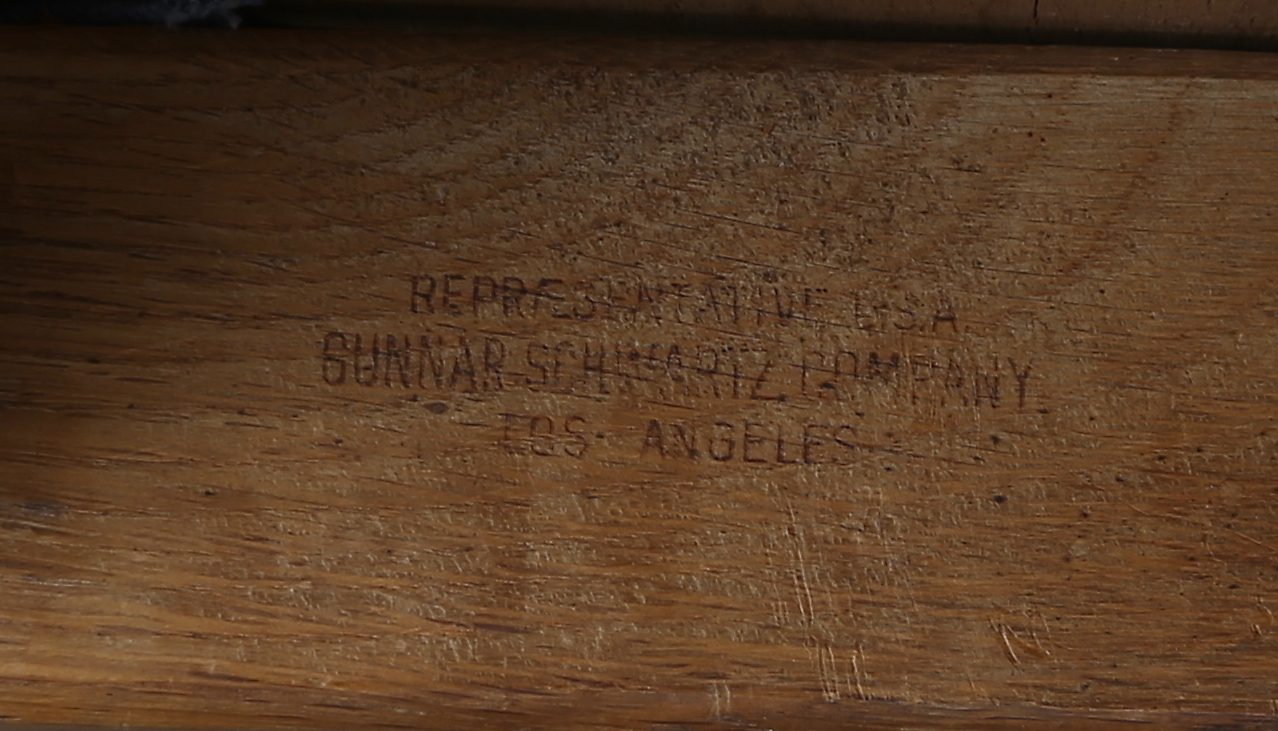 REPRÆSENTATIVE U.S.A.
GUNNAR SCHWARTZ COMPANY
LOS ANGELES